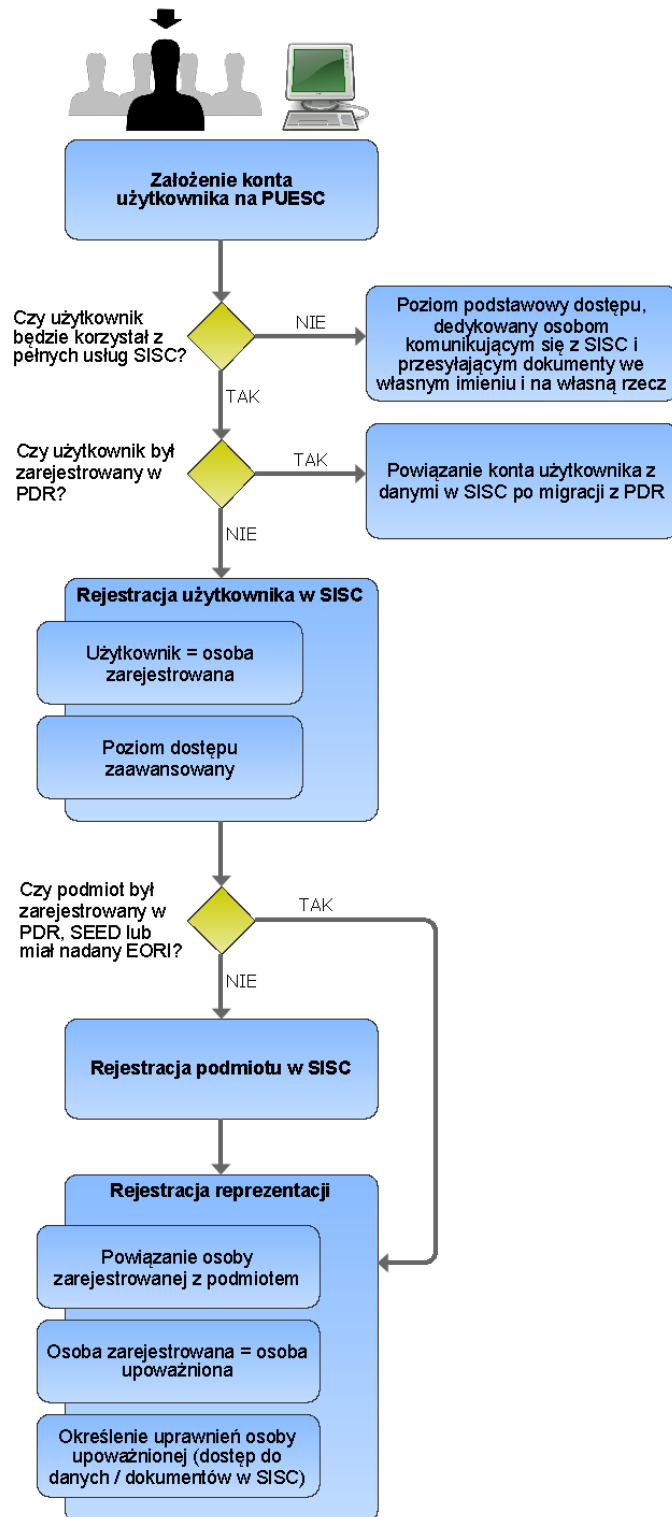 Założenie konta
użytkownika na PUESC
Czy użytkownik
będzie korzystał z
pełnych usług SISC?
NIE
Poziom podstawowy dostępu,
dedykowany osobom
komunikującym się z SISC i
przesyłającym dokumenty we
własnym imieniu i na własną rzecz
TAK
Czy użytkownik był
zarejestrowany w
PDR?
TAK
Powiązanie konta użytkownika z
danymi w SISC po migracji z PDR
NIE
Rejestracja użytkownika w SISC
Użytkownik = osoba
zarejestrowana
Poziom dostępu
zaawansowany
Czy podmiot był
zarejestrowany w
PDR, SEED lub
miał nadany EORI?
TAK
NIE
Rejestracja podmiotu w SISC
Rejestracja reprezentacji
Powiązanie osoby
zarejestrowanej z podmiotem
Osoba zarejestrowana = osoba
upoważniona
Określenie uprawnień osoby
upoważnionej (dostęp do
danych / dokumentów w SISC)